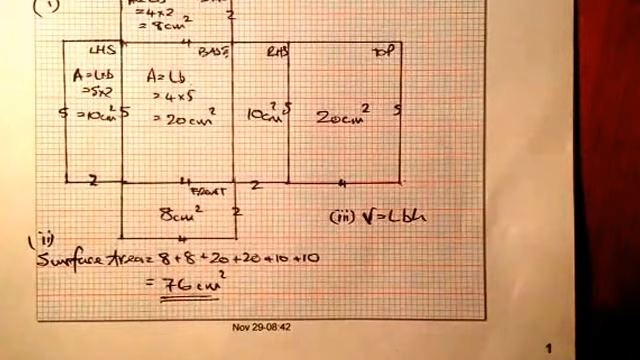 (i)
= 4×2
= 8cm²
2
LHS 4 BASE RHS TOP
A = L×b
= 5×2
= 10cm²
5
A = Lb
= 4×5
= 20cm²
5
10cm²
5
20cm²
5
2 4 FRONT 2 4
8cm² 2
4
(iii) V = Lbh
(ii)
Surface Area = 8 + 8 + 20 + 20 + 10 + 10
= 76cm²
Nov 29-08:42
1